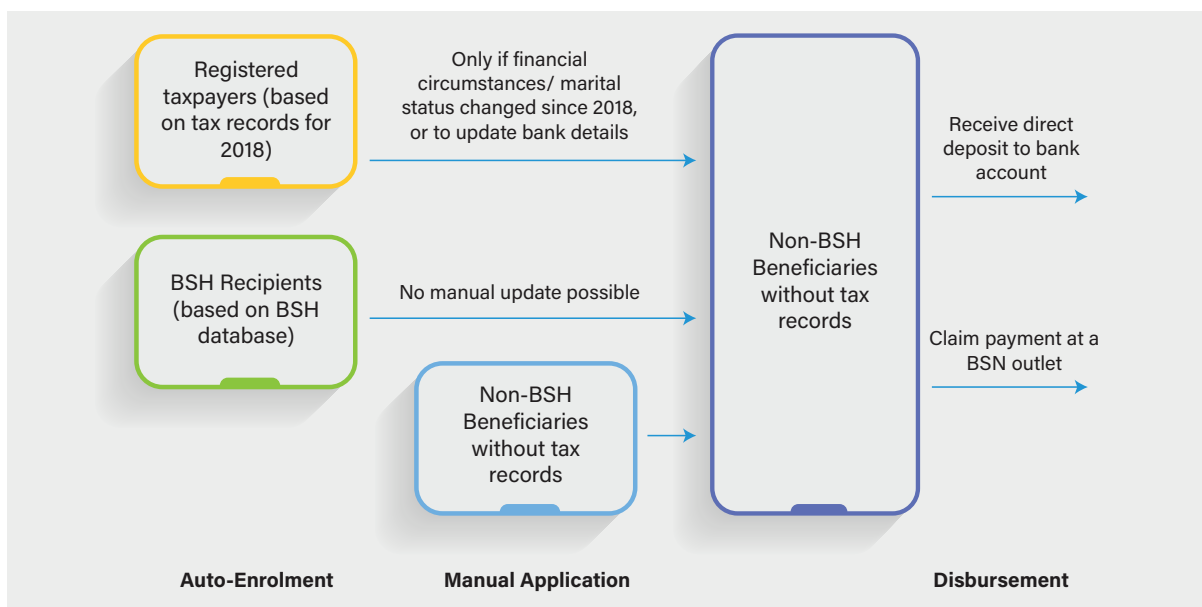 Registered
taxpayers (based
on tax records for
2018)
Only if financial
circumstances/ marital
status changed since 2018,
or to update bank details
BSH Recipients
(based on BSH
database)
No manual update possible
Non-BSH
Beneficiaries
without tax
records
Non-BSH
Beneficiaries
without tax
records
Receive direct
deposit to bank
account
Claim payment at a
BSN outlet
Auto-Enrolment
Manual Application
Disbursement